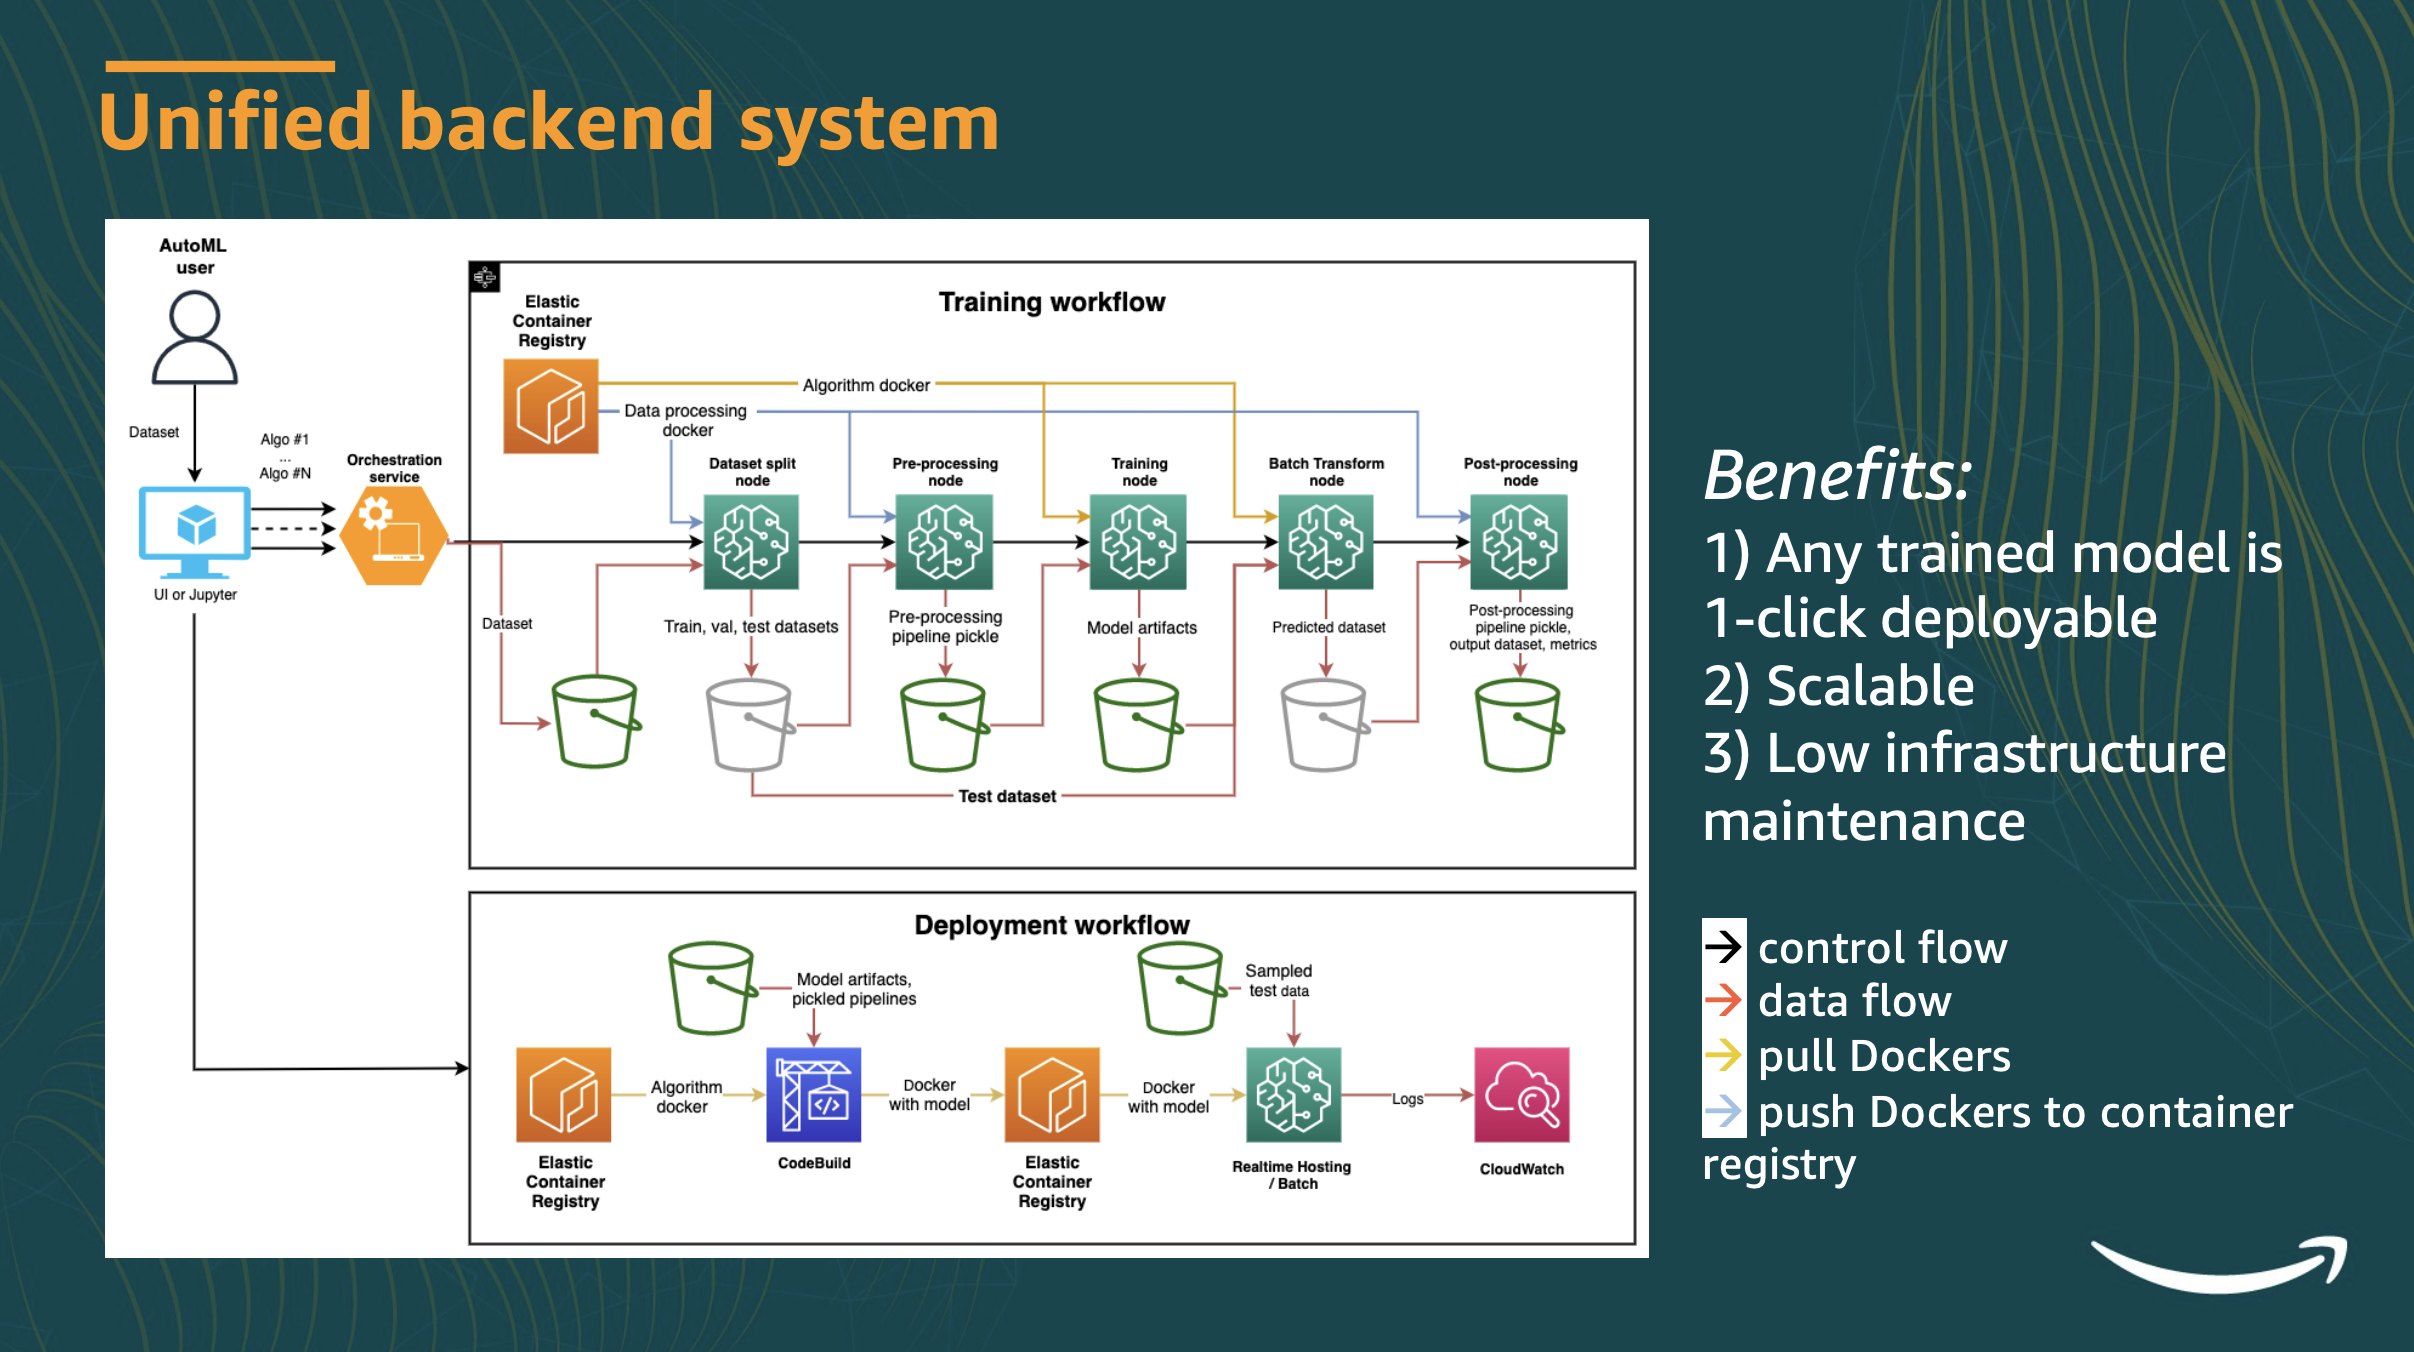 Unified backend system
AutoML
user
Dataset
Algo #1
...
Algo #N
Orchestration
service
UI or Jupyter
Training workflow
Elastic
Container
Registry
Algorithm docker
Data processing
docker
Dataset split
node
Pre-processing
node
Training
node
Batch Transform
node
Post-processing
node
Dataset
Train, val, test datasets
Pre-processing
pipeline pickle
Model artifacts
Predicted dataset
Post-processing
pipeline pickle,
output dataset, metrics
Test dataset
Deployment workflow
Model artifacts,
pickled pipelines
Sampled
test data
Algorithm
docker
Docker
with model
Docker
with model
Logs
Elastic
Container
Registry
CodeBuild
Elastic
Container
Registry
Realtime Hosting
/ Batch
CloudWatch
Benefits:
1) Any trained model is
1-click deployable
2) Scalable
3) Low infrastructure
maintenance
→ control flow
→ data flow
→ pull Dockers
→ push Dockers to container
registry